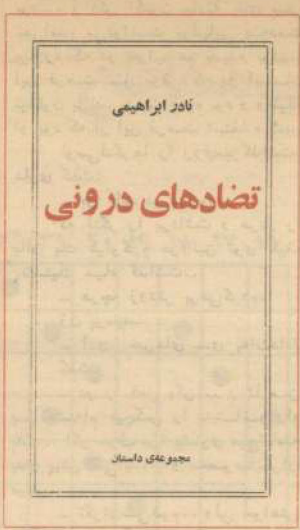 نادر ابراهیمی
تضادهای درونی
مجموعه‌ی داستان